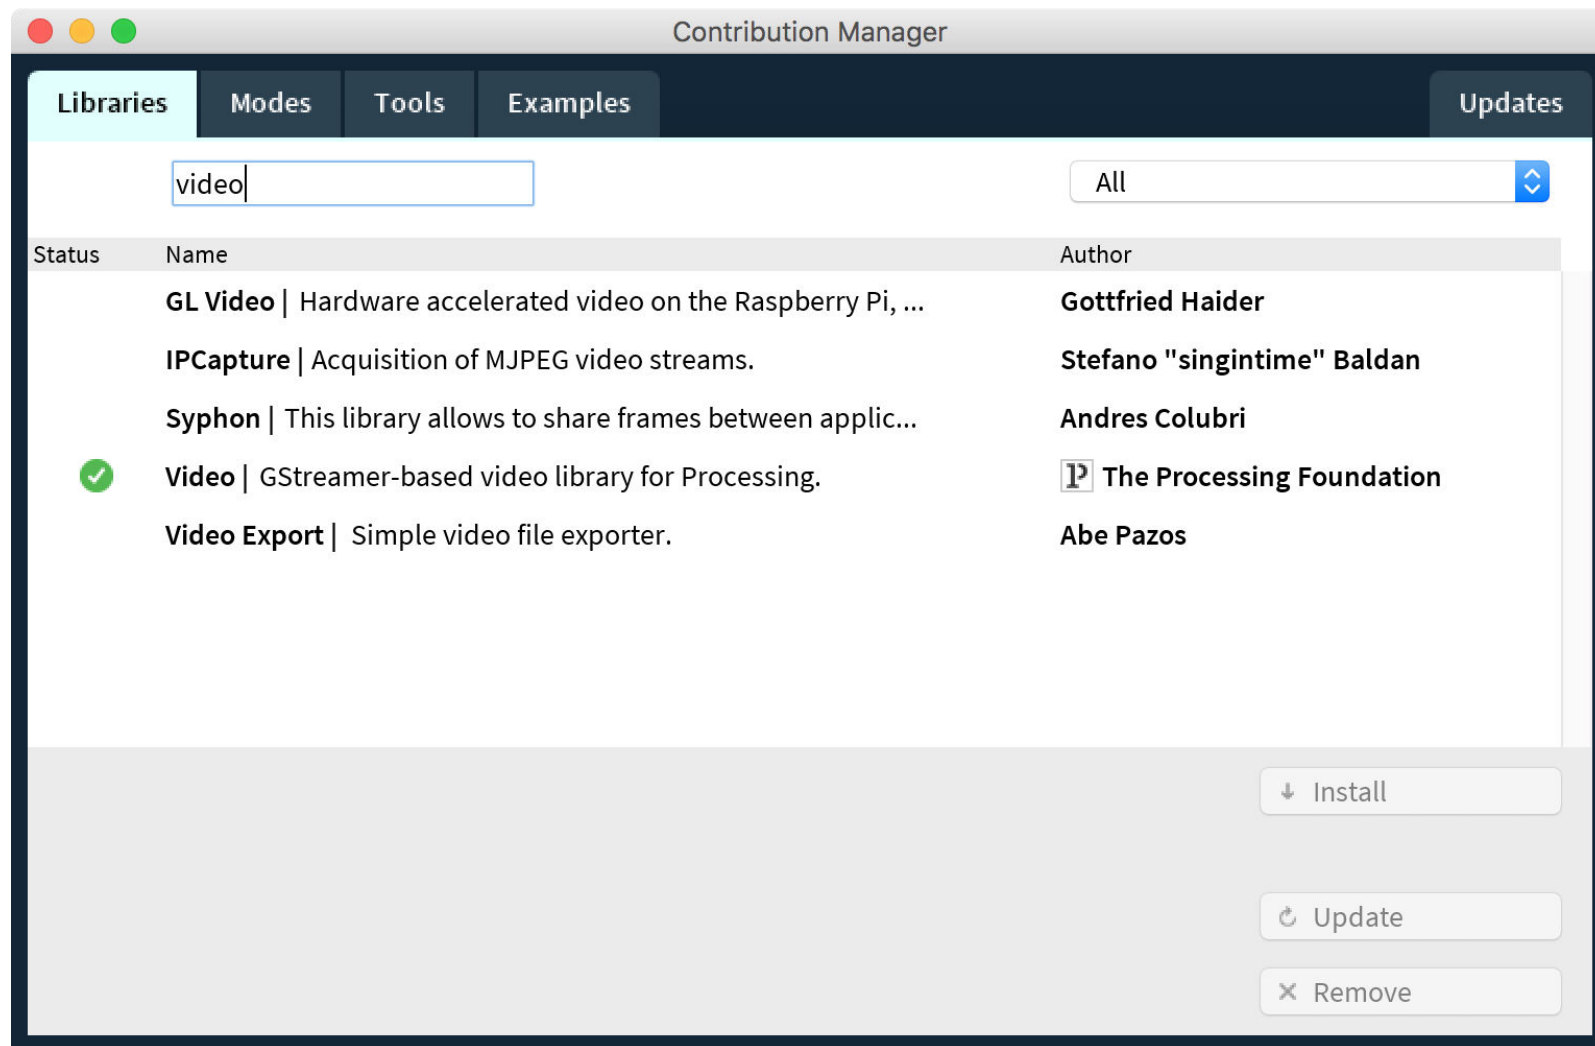 Contribution Manager
Libraries Modes Tools Examples Updates
video All
Status Name Author
GL Video | Hardware accelerated video on the Raspberry Pi, ... Gottfried Haider
IPCapture | Acquisition of MJPEG video streams. Stefano "singintime" Baldan
Syphon | This library allows to share frames between applic... Andres Colubri
Video | GStreamer-based video library for Processing. P The Processing Foundation
Video Export | Simple video file exporter. Abe Pazos
Install
Update
Remove